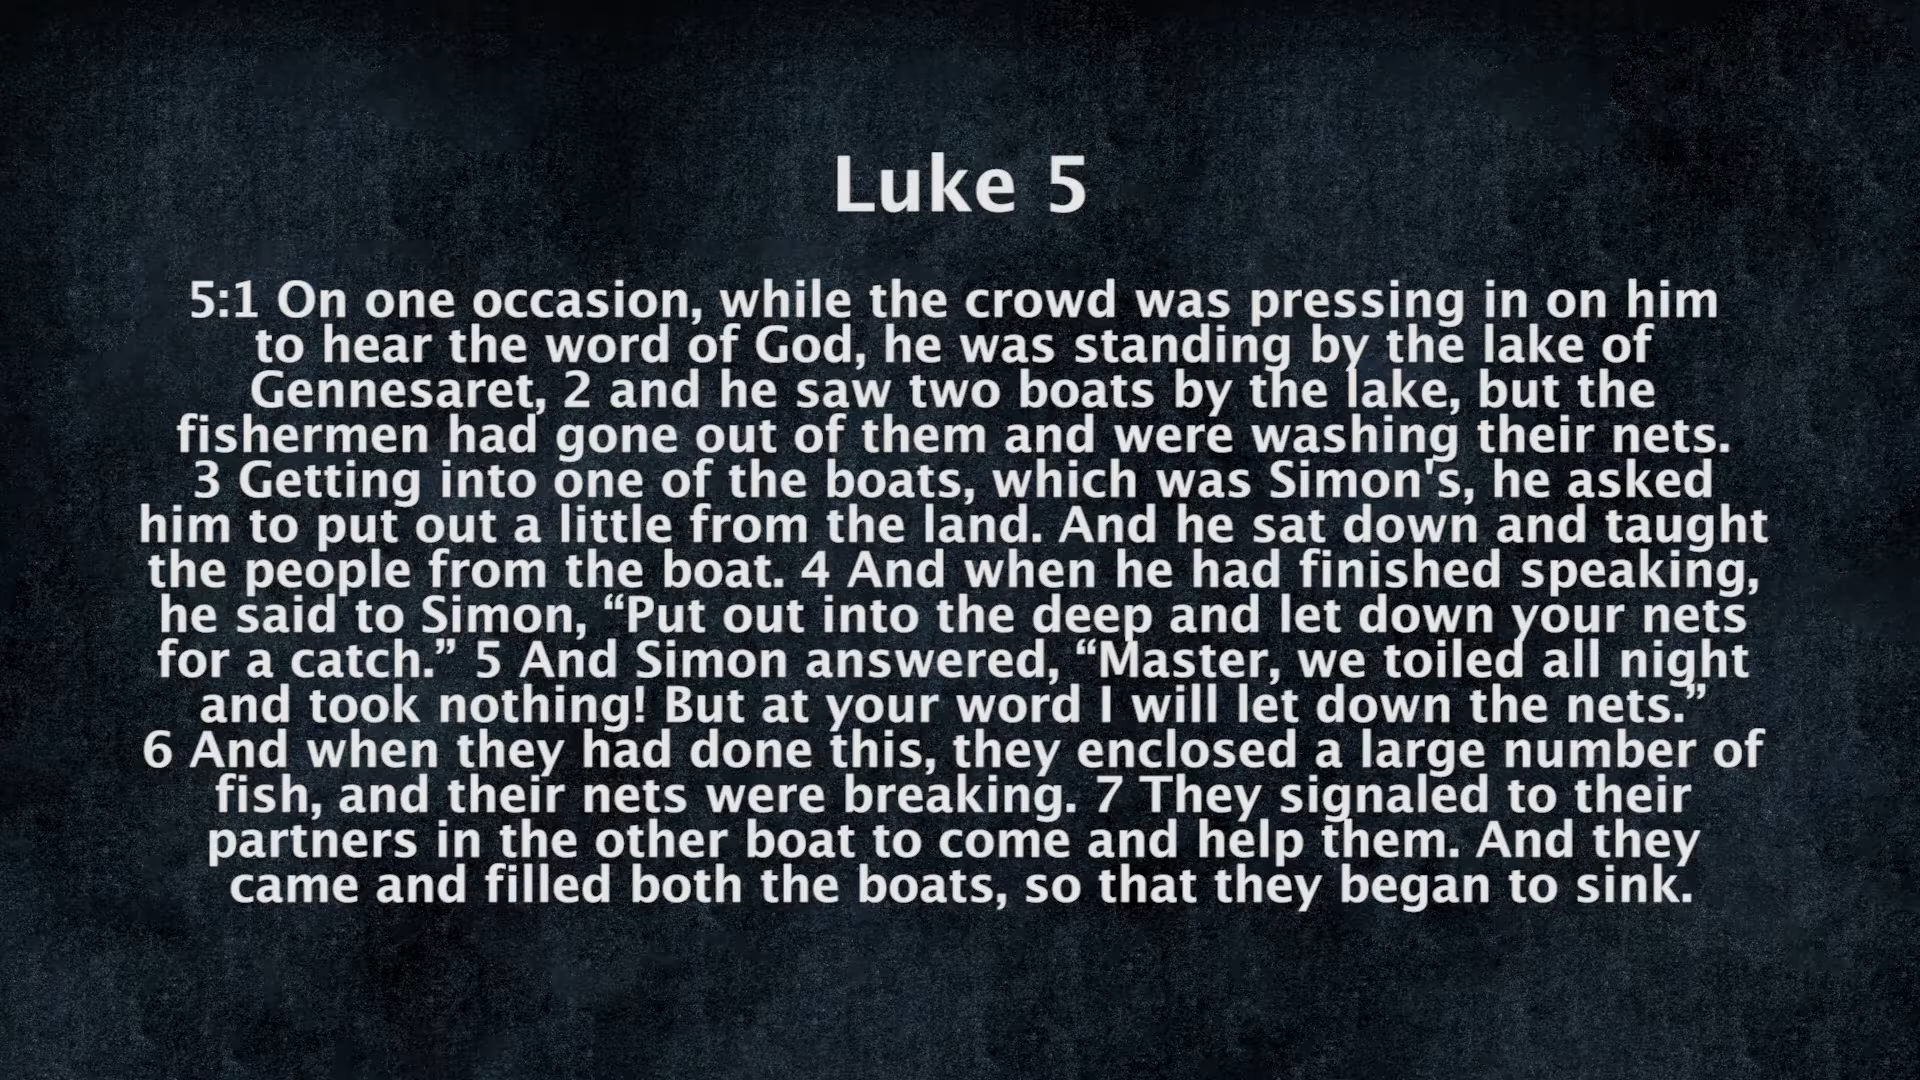 Luke 5
5:1 On one occasion, while the crowd was pressing in on him
to hear the word of God, he was standing by the lake of
Gennesaret, 2 and he saw two boats by the lake, but the
fishermen had gone out of them and were washing their nets.
3 Getting into one of the boats, which was Simon's, he asked
him to put out a little from the land. And he sat down and taught
the people from the boat. 4 And when he had finished speaking,
he said to Simon, “Put out into the deep and let down your nets
for a catch.” 5 And Simon answered, “Master, we toiled all night
and took nothing! But at your word I will let down the nets.”
6 And when they had done this, they enclosed a large number of
fish, and their nets were breaking. 7 They signaled to their
partners in the other boat to come and help them. And they
came and filled both the boats, so that they began to sink.